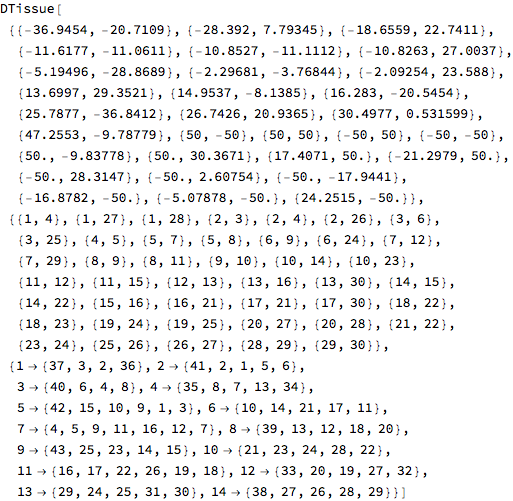 DTissue[
{{-36.9454, -20.7109}, {-28.392, 7.79345}, {-18.6559, 22.7411},
{-11.6177, -11.0611}, {-10.8527, -11.1112}, {-10.8263, 27.0037},
{-5.19496, -28.8689}, {-2.29681, -3.76844}, {-2.09254, 23.588},
{13.6997, 29.3521}, {14.9537, -8.1385}, {16.283, -20.5454},
{25.7877, -36.8412}, {26.7426, 20.9365}, {30.4977, 0.531599},
{47.2553, -9.78779}, {50, -50}, {50, 50}, {-50, 50}, {-50, -50},
{50., -9.83778}, {50., 30.3671}, {17.4071, 50.}, {-21.2979, 50.},
{-50., 28.3147}, {-50., 2.60754}, {-50., -17.9441},
{-16.8782, -50.}, {-5.07878, -50.}, {24.2515, -50.}},
{{1, 4}, {1, 27}, {1, 28}, {2, 3}, {2, 4}, {2, 26}, {3, 6},
{3, 25}, {4, 5}, {5, 7}, {5, 8}, {6, 9}, {6, 24}, {7, 12},
{7, 29}, {8, 9}, {8, 11}, {9, 10}, {10, 14}, {10, 23},
{11, 12}, {11, 15}, {12, 13}, {13, 16}, {13, 30}, {14, 15},
{14, 22}, {15, 16}, {16, 21}, {17, 21}, {17, 30}, {18, 22},
{18, 23}, {19, 24}, {19, 25}, {20, 27}, {20, 28}, {21, 22},
{23, 24}, {25, 26}, {26, 27}, {28, 29}, {29, 30}},
{1 → {37, 3, 2, 36}, 2 → {41, 2, 1, 5, 6},
3 → {40, 6, 4, 8}, 4 → {35, 8, 7, 13, 34},
5 → {42, 15, 10, 9, 1, 3}, 6 → {10, 14, 21, 17, 11},
7 → {4, 5, 9, 11, 16, 12, 7}, 8 → {39, 13, 12, 18, 20},
9 → {43, 25, 23, 14, 15}, 10 → {21, 23, 24, 28, 22},
11 → {16, 17, 22, 26, 19, 18}, 12 → {33, 20, 19, 27, 32},
13 → {29, 24, 25, 31, 30}, 14 → {38, 27, 26, 28, 29}}]